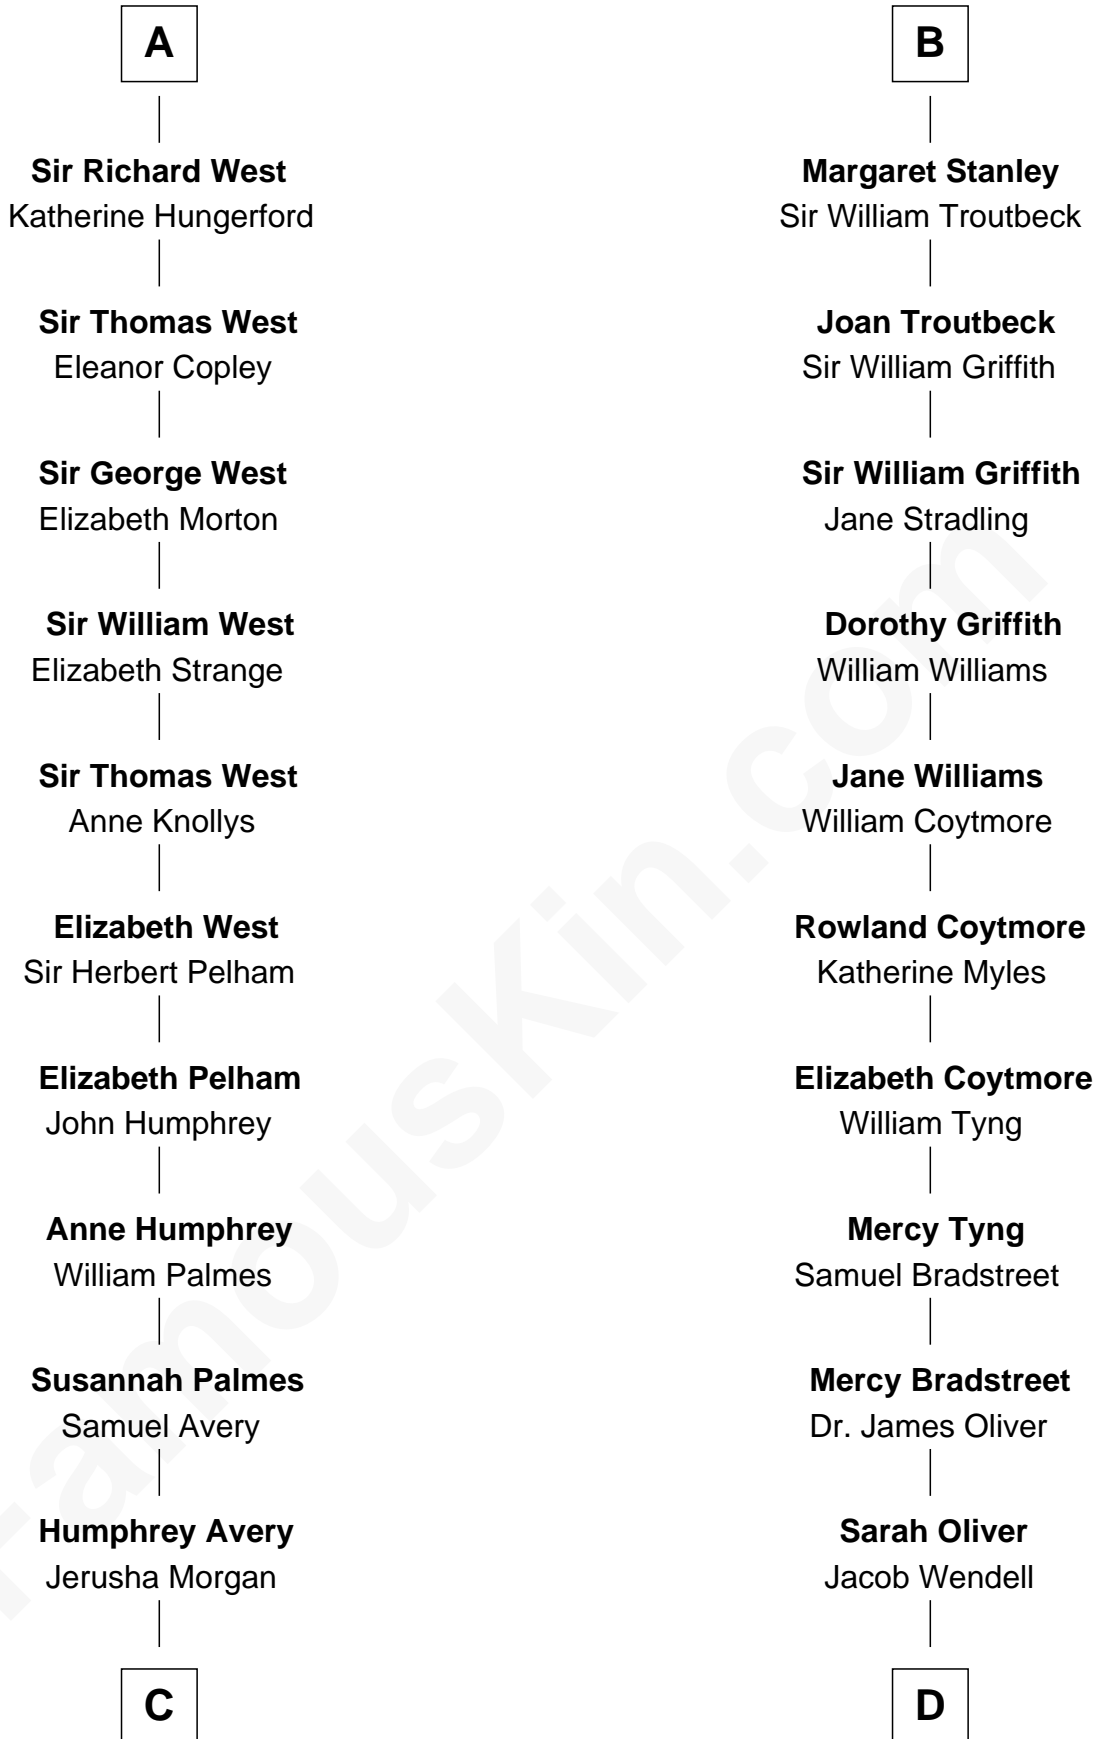 A
Sir Richard West
Katherine Hungerford
Sir Thomas West
Eleanor Copley
Sir George West
Elizabeth Morton
Sir William West
Elizabeth Strange
Sir Thomas West
Anne Knollys
Elizabeth West
Sir Herbert Pelham
Elizabeth Pelham
John Humphrey
Anne Humphrey
William Palmes
Susannah Palmes
Samuel Avery
Humphrey Avery
Jerusha Morgan
C
B
Margaret Stanley
Sir William Troutbeck
Joan Troutbeck
Sir William Griffith
Sir William Griffith
Jane Stradling
Dorothy Griffith
William Williams
Jane Williams
William Coytmore
Rowland Coytmore
Katherine Myles
Elizabeth Coytmore
William Tyng
Mercy Tyng
Samuel Bradstreet
Mercy Bradstreet
Dr. James Oliver
Sarah Oliver
Jacob Wendell
D
FamousKin.com